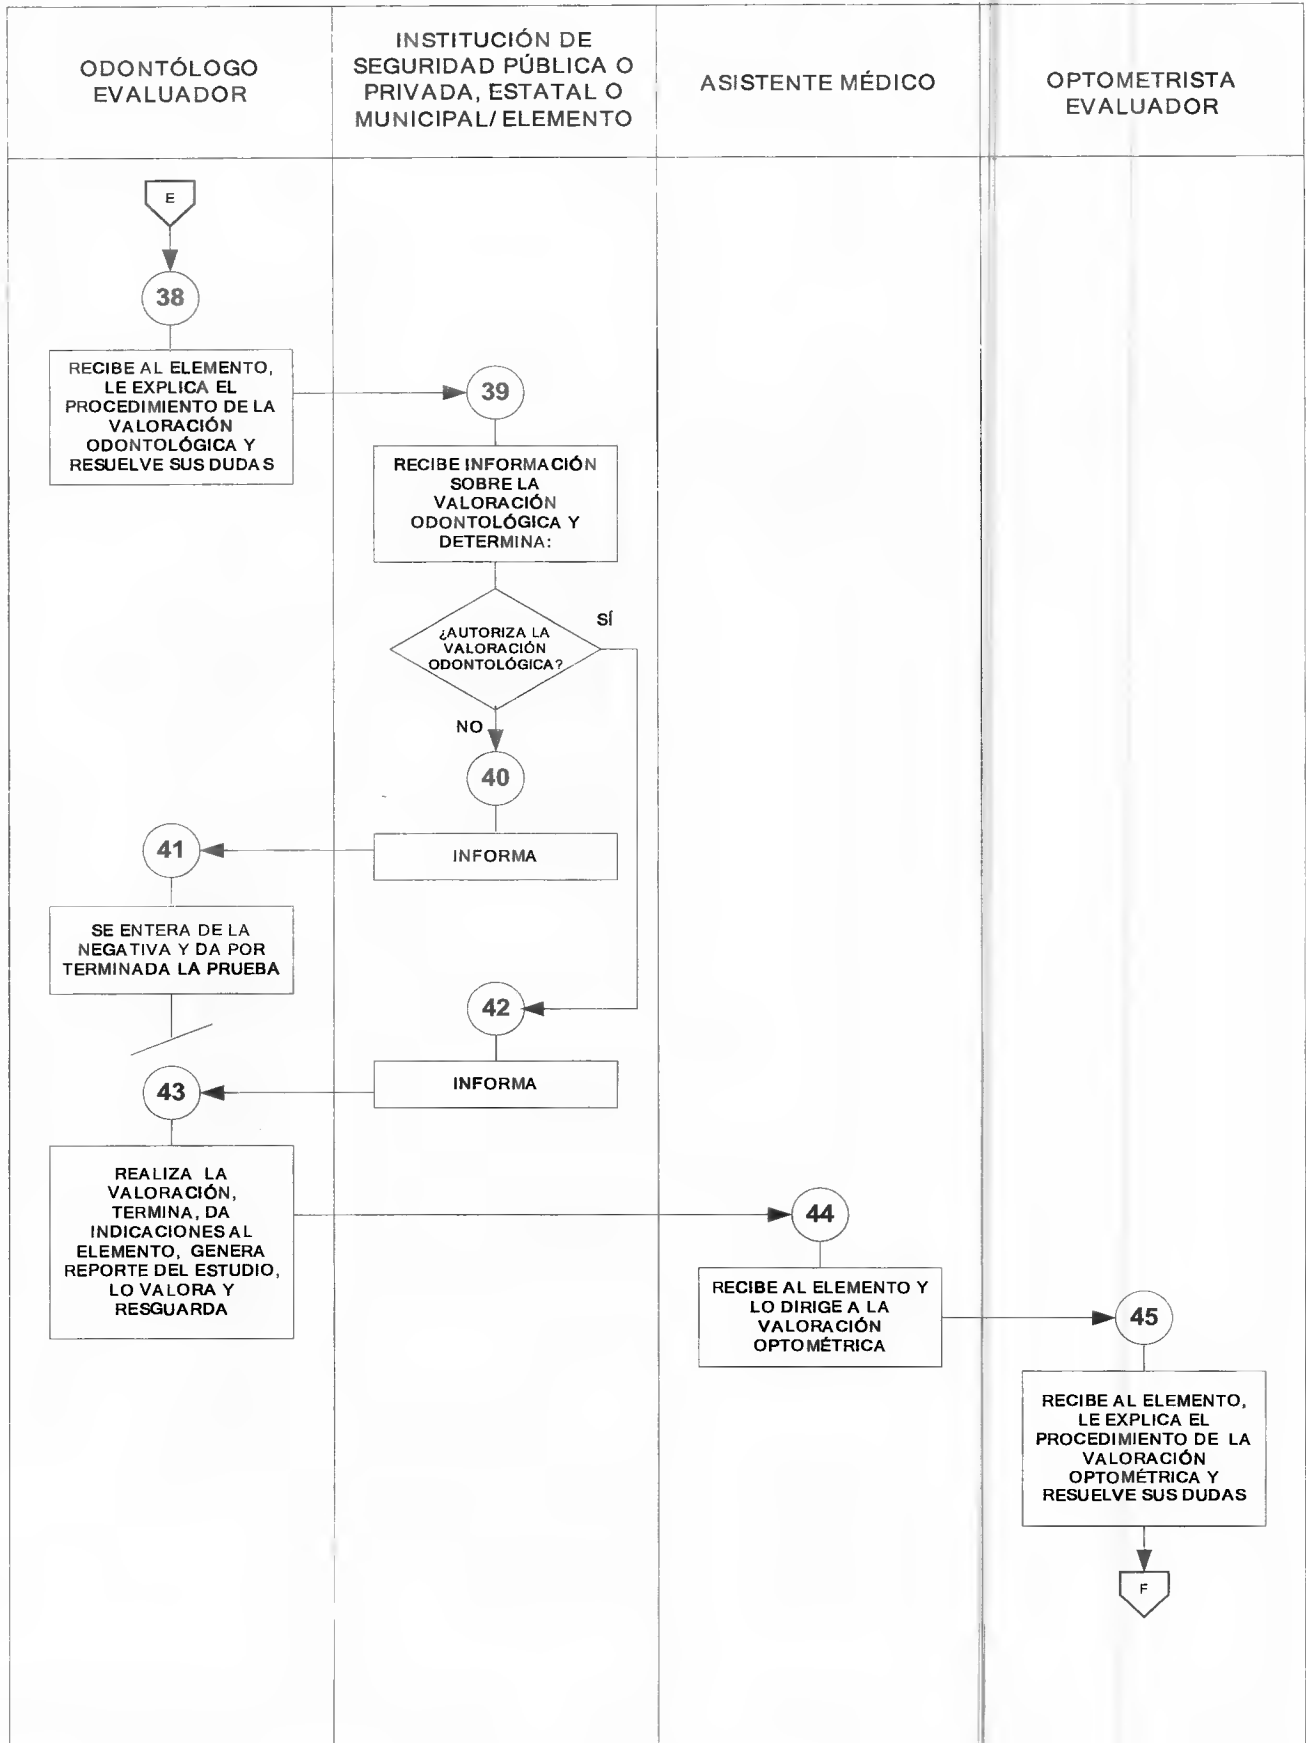 ODONTÓLOGO
EVALUADOR
INSTITUCIÓN DE
SEGURIDAD PÚBLICA O
PRIVADA, ESTATAL O
MUNICIPAL/ ELEMENTO
ASISTENTE MÉDICO
OPTOMETRISTA
EVALUADOR
E
38
RECIBE AL ELEMENTO,
LE EXPLICA EL
PROCEDIMIENTO DE LA
VALORACIÓN
ODONTOLÓGICA Y
RESUELVE SUS DUDAS
39
RECIBE INFORMACIÓN
SOBRE LA
VALORACIÓN
ODONTOLÓGICA Y
DETERMINA:
¿AUTORIZA LA
VALORACIÓN
ODONTOLÓGICA?
SÍ
NO
40
INFORMA
41
SE ENTERA DE LA
NEGATIVA Y DA POR
TERMINADA LA PRUEBA
42
INFORMA
43
REALIZA LA
VALORACIÓN,
TERMINA, DA
INDICACIONES AL
ELEMENTO, GENERA
REPORTE DEL ESTUDIO,
LO VALORA Y
RESGUARDA
44
RECIBE AL ELEMENTO Y
LO DIRIGE A LA
VALORACIÓN
OPTOMÉTRICA
45
RECIBE AL ELEMENTO,
LE EXPLICA EL
PROCEDIMIENTO DE LA
VALORACIÓN
OPTOMÉTRICA Y
RESUELVE SUS DUDAS
F